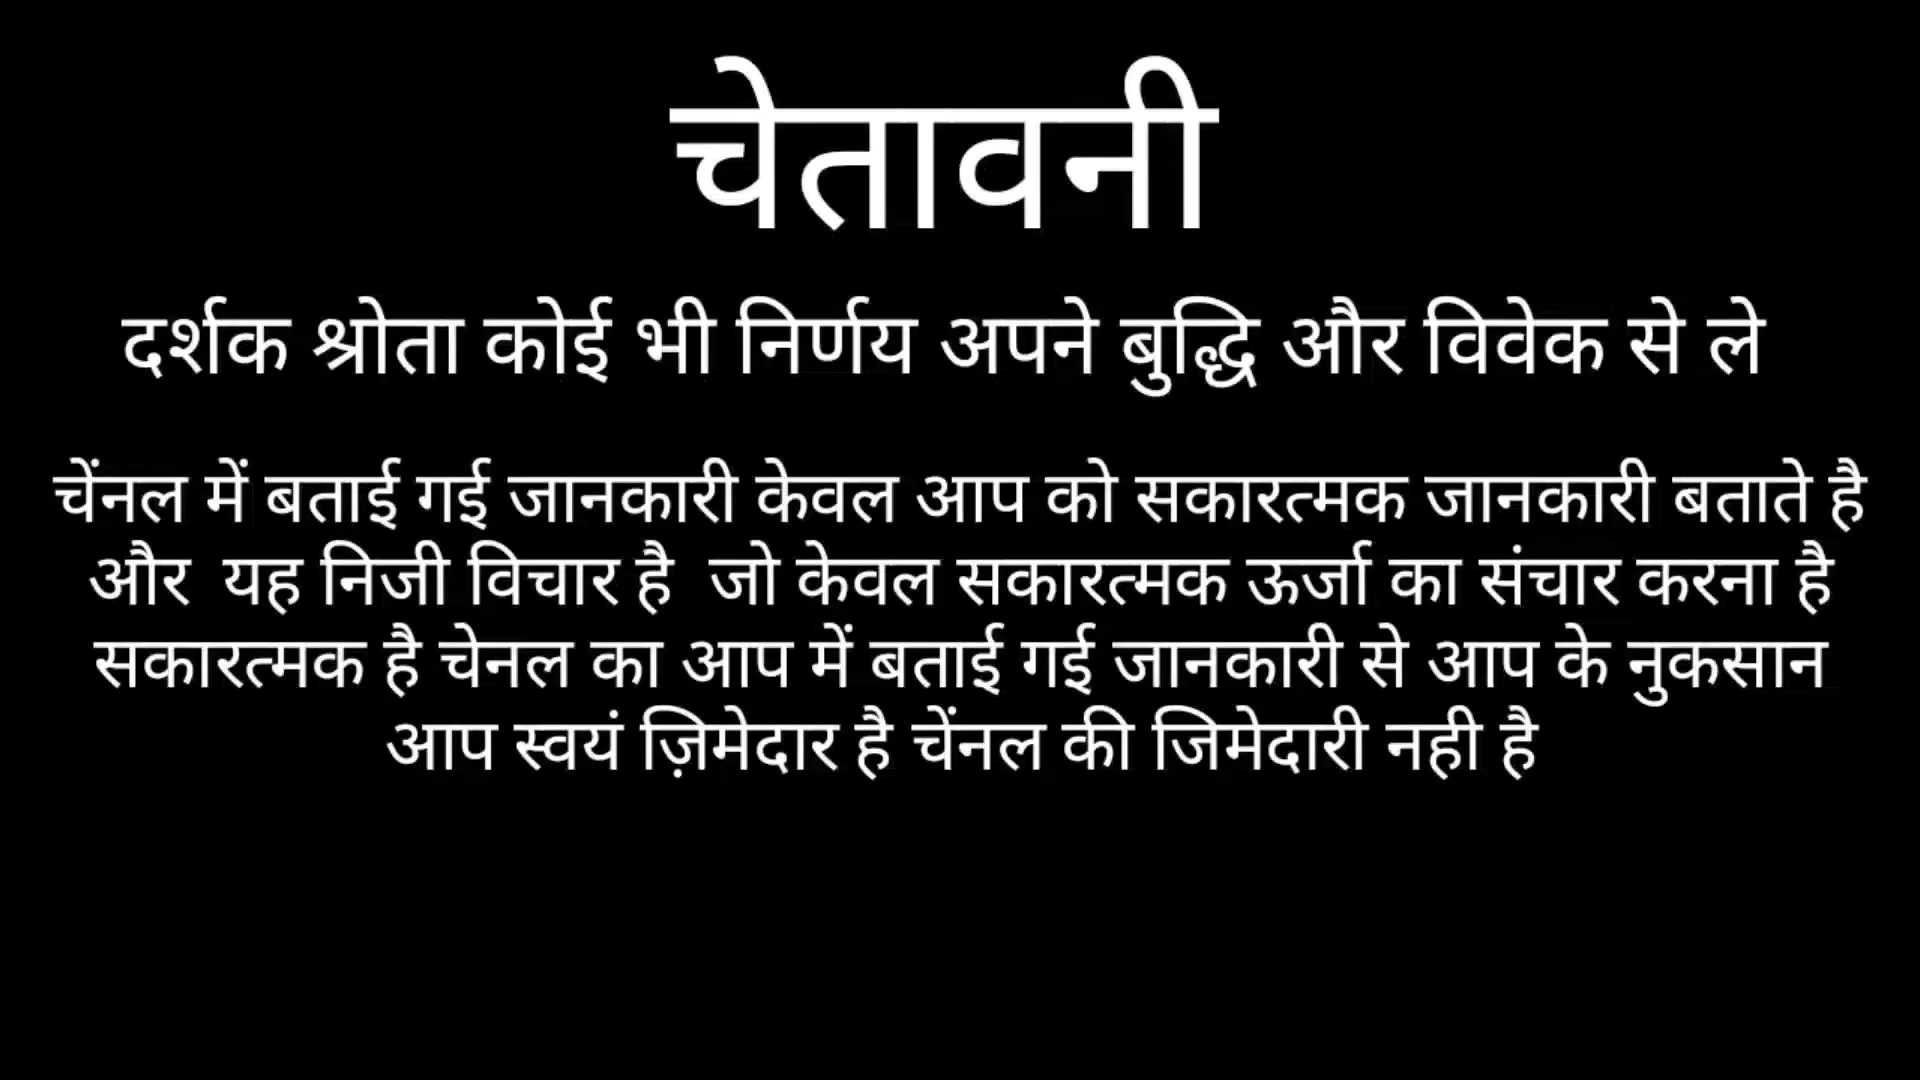 चेतावनी
दर्शक श्रोता कोई भी निर्णय अपने बुद्धि और विवेक से ले
चेंनल में बताई गई जानकारी केवल आप को सकारत्मक जानकारी बताते है
और यह निजी विचार है जो केवल सकारत्मक ऊर्जा का संचार करना है
सकारत्मक है चेनल का आप में बताई गई जानकारी से आप के नुकसान
आप स्वयं ज़िमेदार है चेंनल की जिमेदारी नही है